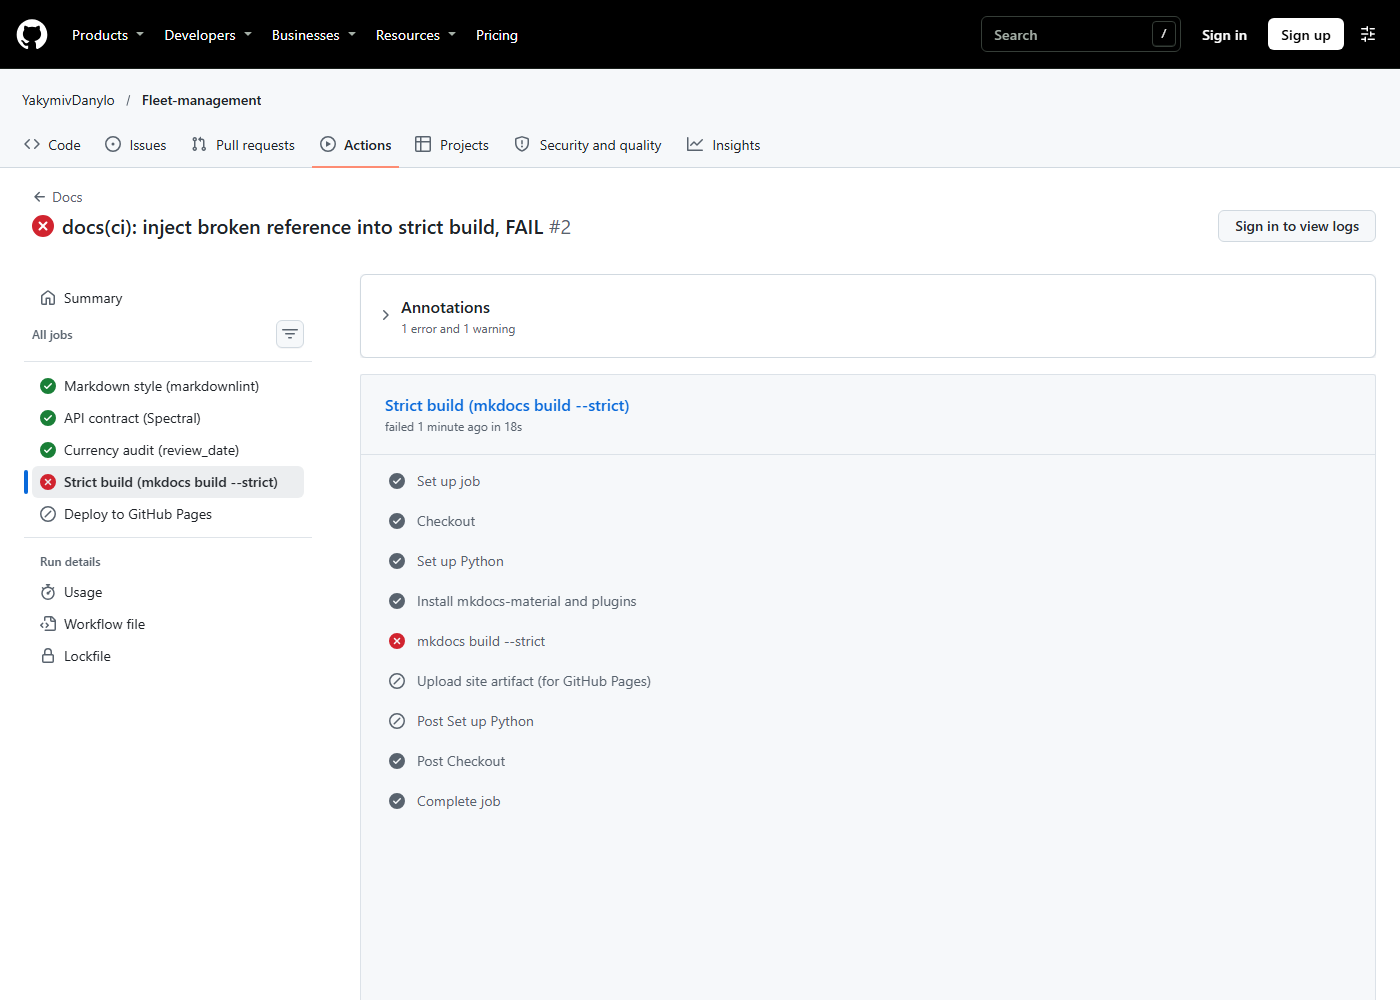 Products Developers Businesses Resources Pricing Search / Sign in Sign up
YakymivDanylo / Fleet-management
Code Issues Pull requests Actions Projects Security and quality Insights
Docs
docs(ci): inject broken reference into strict build, FAIL #2
Sign in to view logs
Summary
All jobs
Markdown style (markdownlint)
API contract (Spectral)
Currency audit (review_date)
Strict build (mkdocs build --strict)
Deploy to GitHub Pages
Run details
Usage
Workflow file
Lockfile
Annotations
1 error and 1 warning
Strict build (mkdocs build --strict)
failed 1 minute ago in 18s
Set up job
Checkout
Set up Python
Install mkdocs-material and plugins
mkdocs build --strict
Upload site artifact (for GitHub Pages)
Post Set up Python
Post Checkout
Complete job